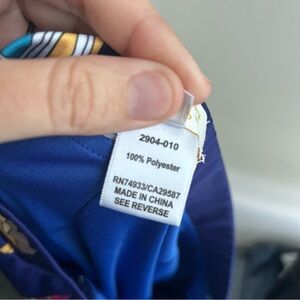 2904-010
100% Polyester
RN74933/CA29587
MADE IN CHINA
SEE REVERSE